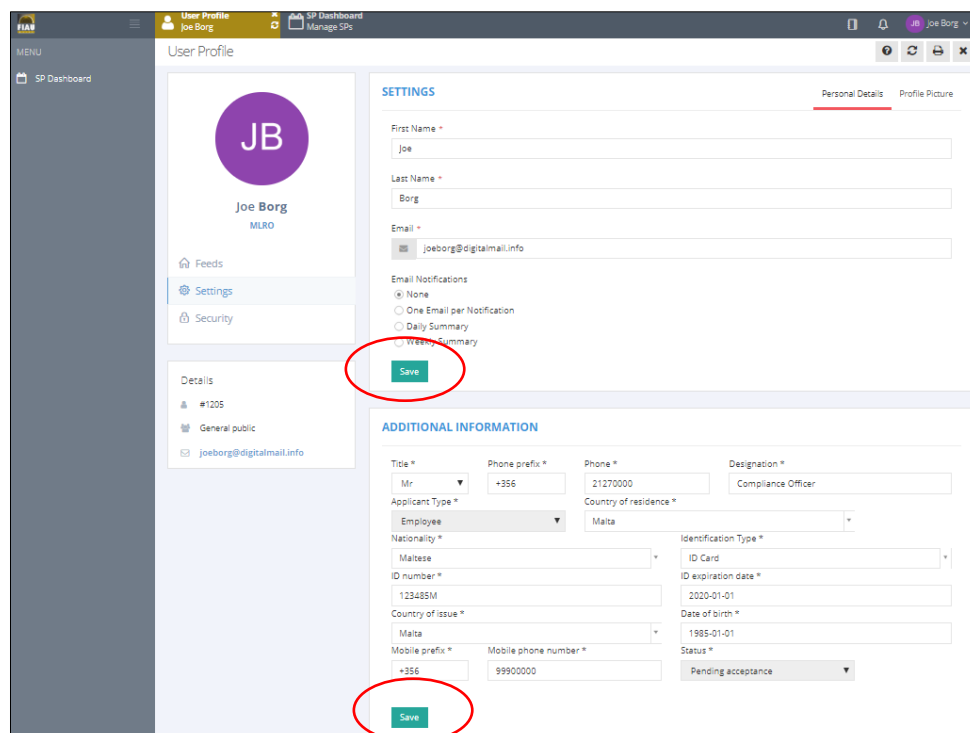 FIAU
User Profile
Joe Borg
SP Dashboard
Manage SPs
JB Joe Borg
MENU
User Profile
SP Dashboard
JB
Joe Borg
MLRO
Feeds
Settings
Security
Details
#1205
General public
joeborg@digitalmail.info
SETTINGS
Personal Details Profile Picture
First Name *
Joe
Last Name *
Borg
Email *
joeborg@digitalmail.info
Email Notifications
None
One Email per Notification
Daily Summary
Weekly Summary
Save
ADDITIONAL INFORMATION
Title * Phone prefix * Phone * Designation *
Mr +356 21270000 Compliance Officer
Applicant Type * Country of residence *
Employee Malta
Nationality * Identification Type *
Maltese ID Card
ID number * ID expiration date *
123485M 2020-01-01
Country of issue * Date of birth *
Malta 1985-01-01
Mobile prefix * Mobile phone number * Status *
+356 99900000 Pending acceptance
Save